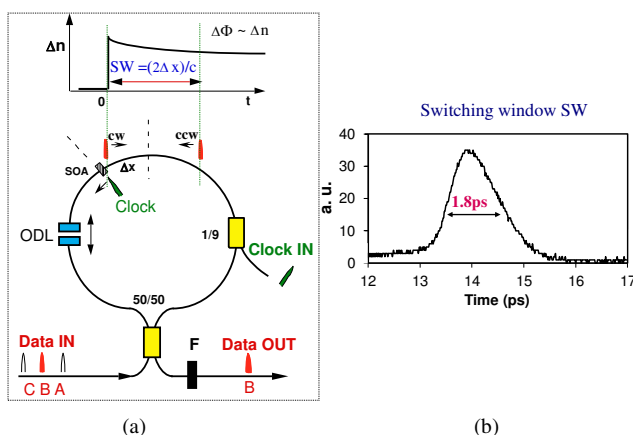 Δn
ΔΦ ~ Δn
SW =(2Δx)/c
0
t
cw
ccw
SOA
Δx
Clock
ODL
1/9
Clock IN
50/50
Data IN
F
Data OUT
C B A
B
(a)
Switching window SW
a. u.
40
30
20
10
0
1.8ps
12 13 14 15 16 17
Time (ps)
(b)